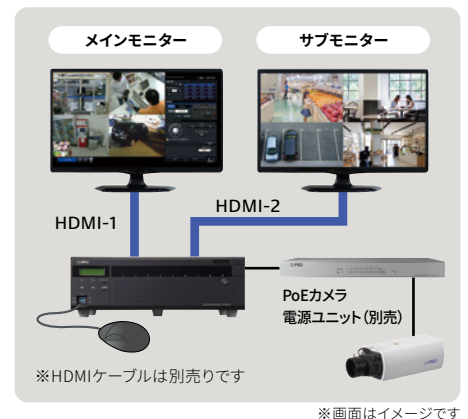 メインモニター
サブモニター
HDMI-1
HDMI-2
PoEカメラ
電源ユニット（別売）
※HDMIケーブルは別売りです
※画面はイメージです